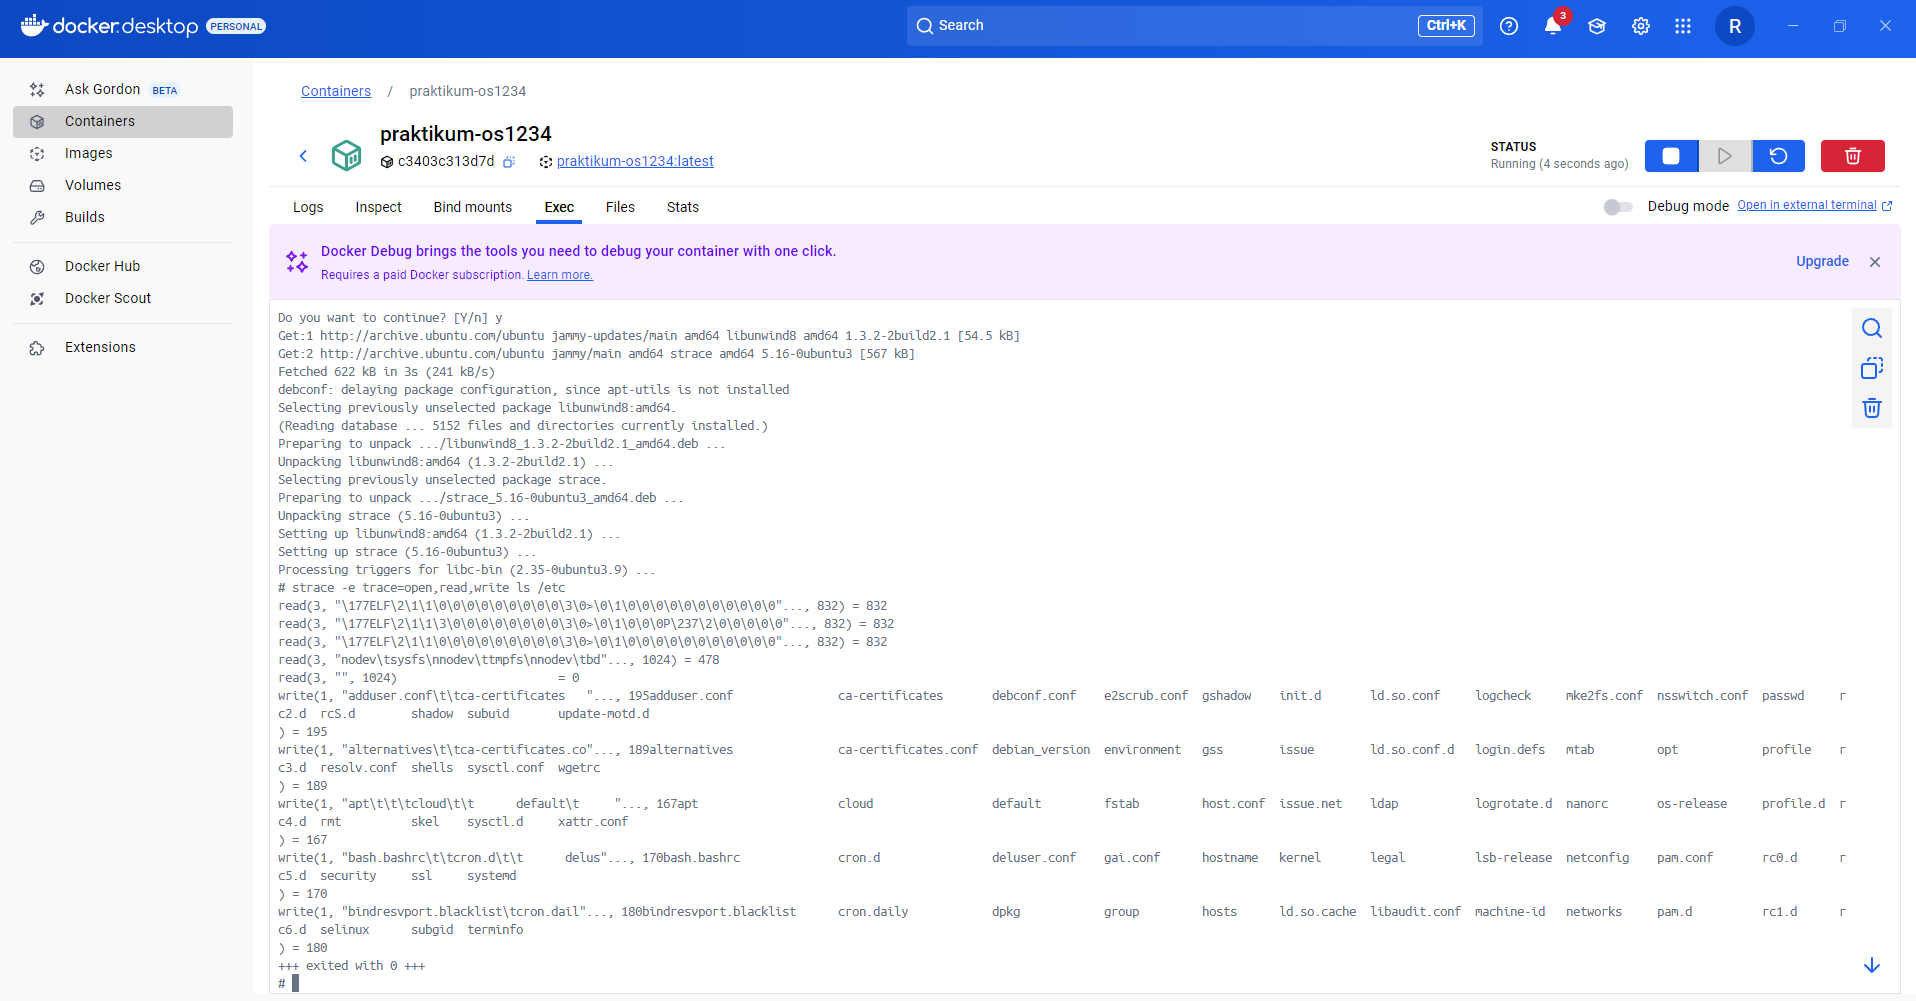 docker.desktop PERSONAL
Search Ctrl+K
3
R
Ask Gordon BETA
Containers
Images
Volumes
Builds
Docker Hub
Docker Scout
Extensions
Containers / praktikum-os1234
praktikum-os1234
c3403c313d7d praktikum-os1234:latest
STATUS
Running (4 seconds ago)
Logs Inspect Bind mounts Exec Files Stats
Debug mode Open in external terminal
Docker Debug brings the tools you need to debug your container with one click.
Requires a paid Docker subscription. Learn more.
Upgrade
Do you want to continue? [Y/n] y
Get:1 http://archive.ubuntu.com/ubuntu jammy-updates/main amd64 libunwind8 amd64 1.3.2-2build2.1 [54.5 kB]
Get:2 http://archive.ubuntu.com/ubuntu jammy/main amd64 strace amd64 5.16-0ubuntu3 [567 kB]
Fetched 622 kB in 3s (241 kB/s)
debconf: delaying package configuration, since apt-utils is not installed
Selecting previously unselected package libunwind8:amd64.
(Reading database ... 5152 files and directories currently installed.)
Preparing to unpack .../libunwind8_1.3.2-2build2.1_amd64.deb ...
Unpacking libunwind8:amd64 (1.3.2-2build2.1) ...
Selecting previously unselected package strace.
Preparing to unpack .../strace_5.16-0ubuntu3_amd64.deb ...
Unpacking strace (5.16-0ubuntu3) ...
Setting up libunwind8:amd64 (1.3.2-2build2.1) ...
Setting up strace (5.16-0ubuntu3) ...
Processing triggers for libc-bin (2.35-0ubuntu3.9) ...
# strace -e trace=open,read,write ls /etc
read(3, "\177ELF\2\1\1\0\0\0\0\0\0\0\0\0\3\0>\0\1\0\0\0\0\0\0\0\0\0\0\0"..., 832) = 832
read(3, "\177ELF\2\1\1\3\0\0\0\0\0\0\0\0\3\0>\0\1\0\0\0P\237\2\0\0\0\0\0"..., 832) = 832
read(3, "\177ELF\2\1\1\0\0\0\0\0\0\0\0\0\3\0>\0\1\0\0\0\0\0\0\0\0\0\0\0"..., 832) = 832
read(3, "nodev\tsysfs\nnodev\ttmpfs\nnodev\tbd"..., 1024) = 478
read(3, "", 1024) = 0
write(1, "adduser.conf\t\tca-certificates   "..., 195adduser.conf ca-certificates debconf.conf e2scrub.conf gshadow init.d ld.so.conf logcheck mke2fs.conf nsswitch.conf passwd r
c2.d rcS.d shadow subuid update-motd.d
) = 195
write(1, "alternatives\t\tca-certificates.co"..., 189alternatives ca-certificates.conf debian_version environment gss issue ld.so.conf.d login.defs mtab opt profile r
c3.d resolv.conf shells sysctl.conf wgetrc
) = 189
write(1, "apt\t\t\t\tcloud\t\t      default\t     "..., 167apt cloud default fstab host.conf issue.net ldap logrotate.d nanorc os-release profile.d r
c4.d rmt skel sysctl.d xattr.conf
) = 167
write(1, "bash.bashrc\t\tcron.d\t\t      delus"..., 170bash.bashrc cron.d deluser.conf gai.conf hostname kernel legal lsb-release netconfig pam.conf rc0.d r
c5.d security ssl systemd
) = 170
write(1, "bindresvport.blacklist\tcron.dail"..., 180bindresvport.blacklist cron.daily dpkg group hosts ld.so.cache libaudit.conf machine-id networks pam.d rc1.d r
c6.d selinux subgid terminfo
) = 180
+++ exited with 0 +++
#